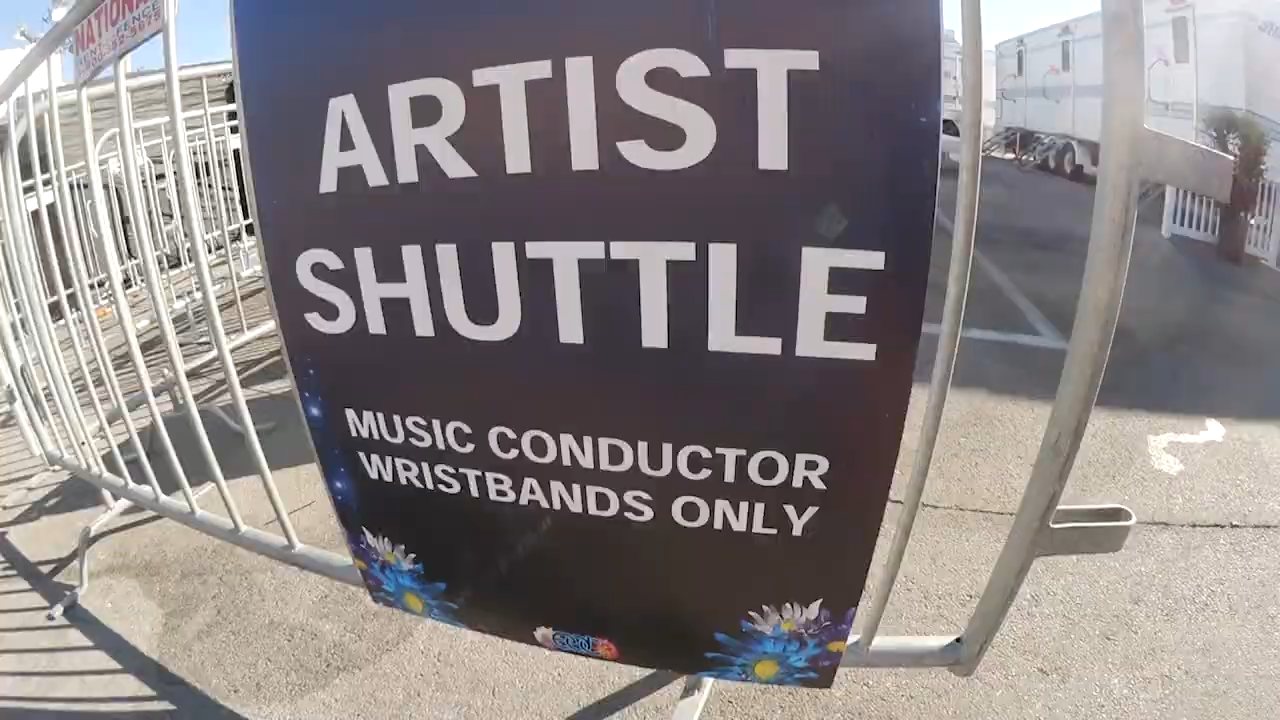 NATIONAL
ARTIST
SHUTTLE
MUSIC CONDUCTOR
WRISTBANDS ONLY